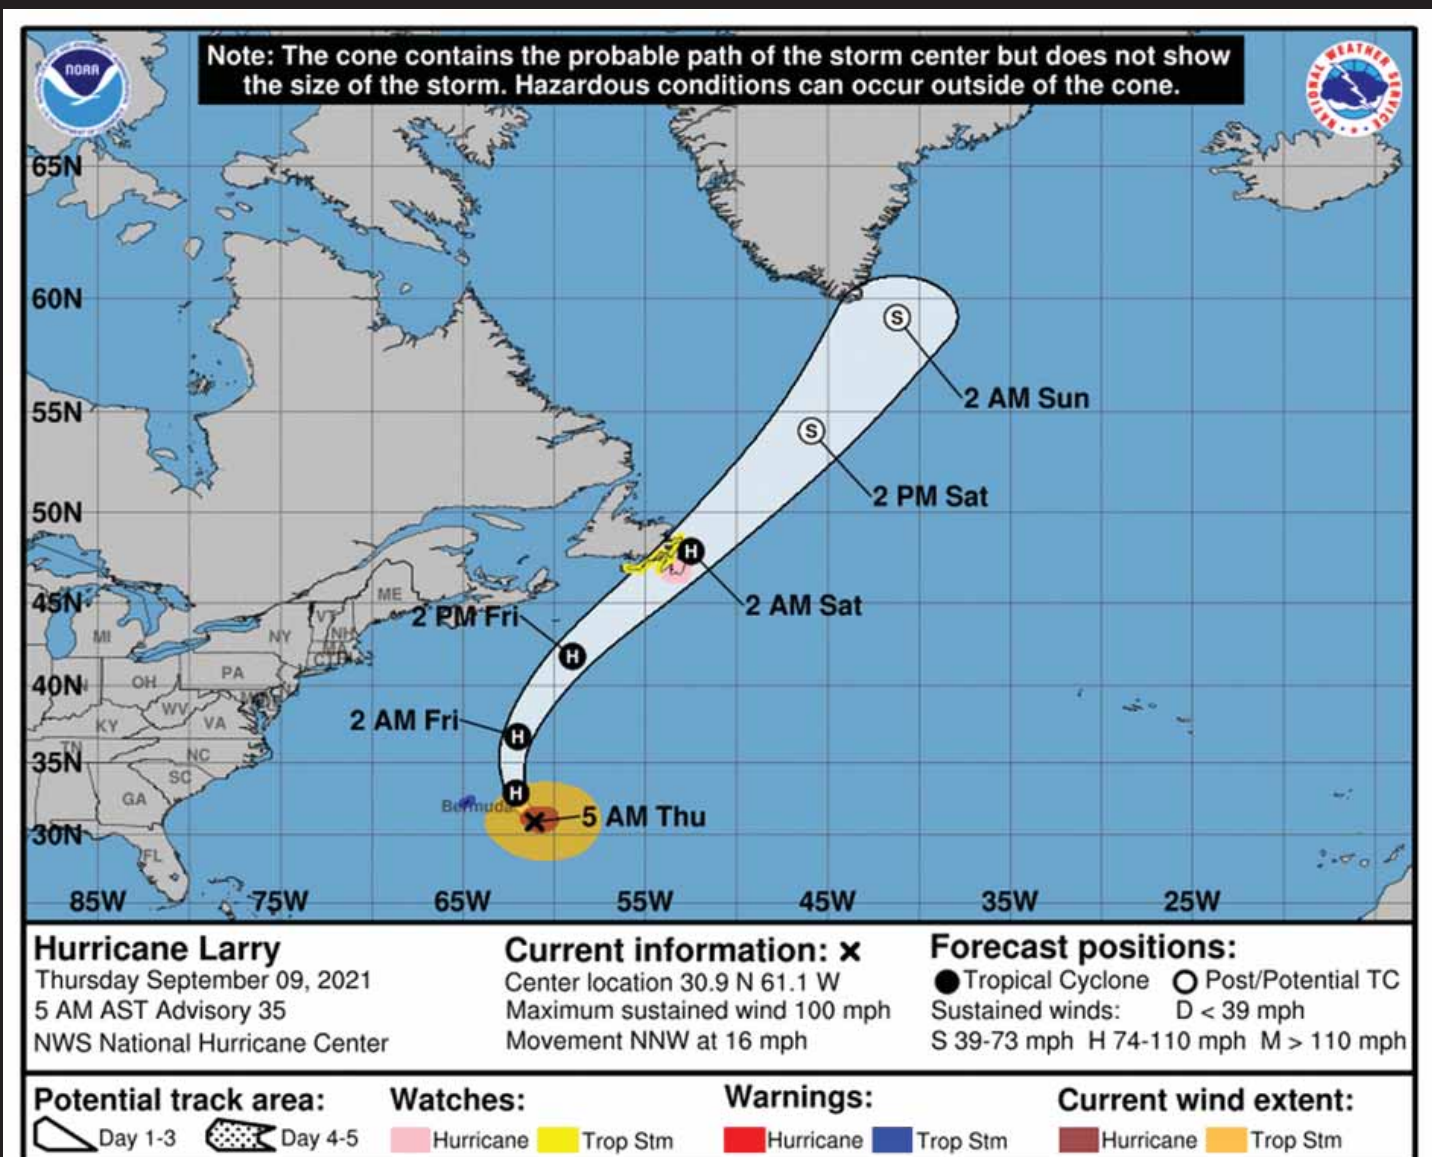 Note: The cone contains the probable path of the storm center but does not show
the size of the storm. Hazardous conditions can occur outside of the cone.
NOAA
NATIONAL WEATHER SERVICE
65N
60N
55N
50N
45N
40N
35N
30N
85W
75W
65W
55W
45W
35W
25W
S
2 AM Sun
S
2 PM Sat
H
2 AM Sat
2 PM Fri
H
2 AM Fri
H
H
5 AM Thu
Bermuda
ME
VT
NH
MA
NY
MI
PA
OH
WV
VA
KY
TN
NC
SC
GA
FL
Hurricane Larry
Thursday September 09, 2021
5 AM AST Advisory 35
NWS National Hurricane Center
Current information: ×
Center location 30.9 N 61.1 W
Maximum sustained wind 100 mph
Movement NNW at 16 mph
Forecast positions:
Tropical Cyclone Post/Potential TC
Sustained winds: D < 39 mph
S 39-73 mph H 74-110 mph M > 110 mph
Potential track area:
Day 1-3 Day 4-5
Watches:
Hurricane Trop Stm
Warnings:
Hurricane Trop Stm
Current wind extent:
Hurricane Trop Stm